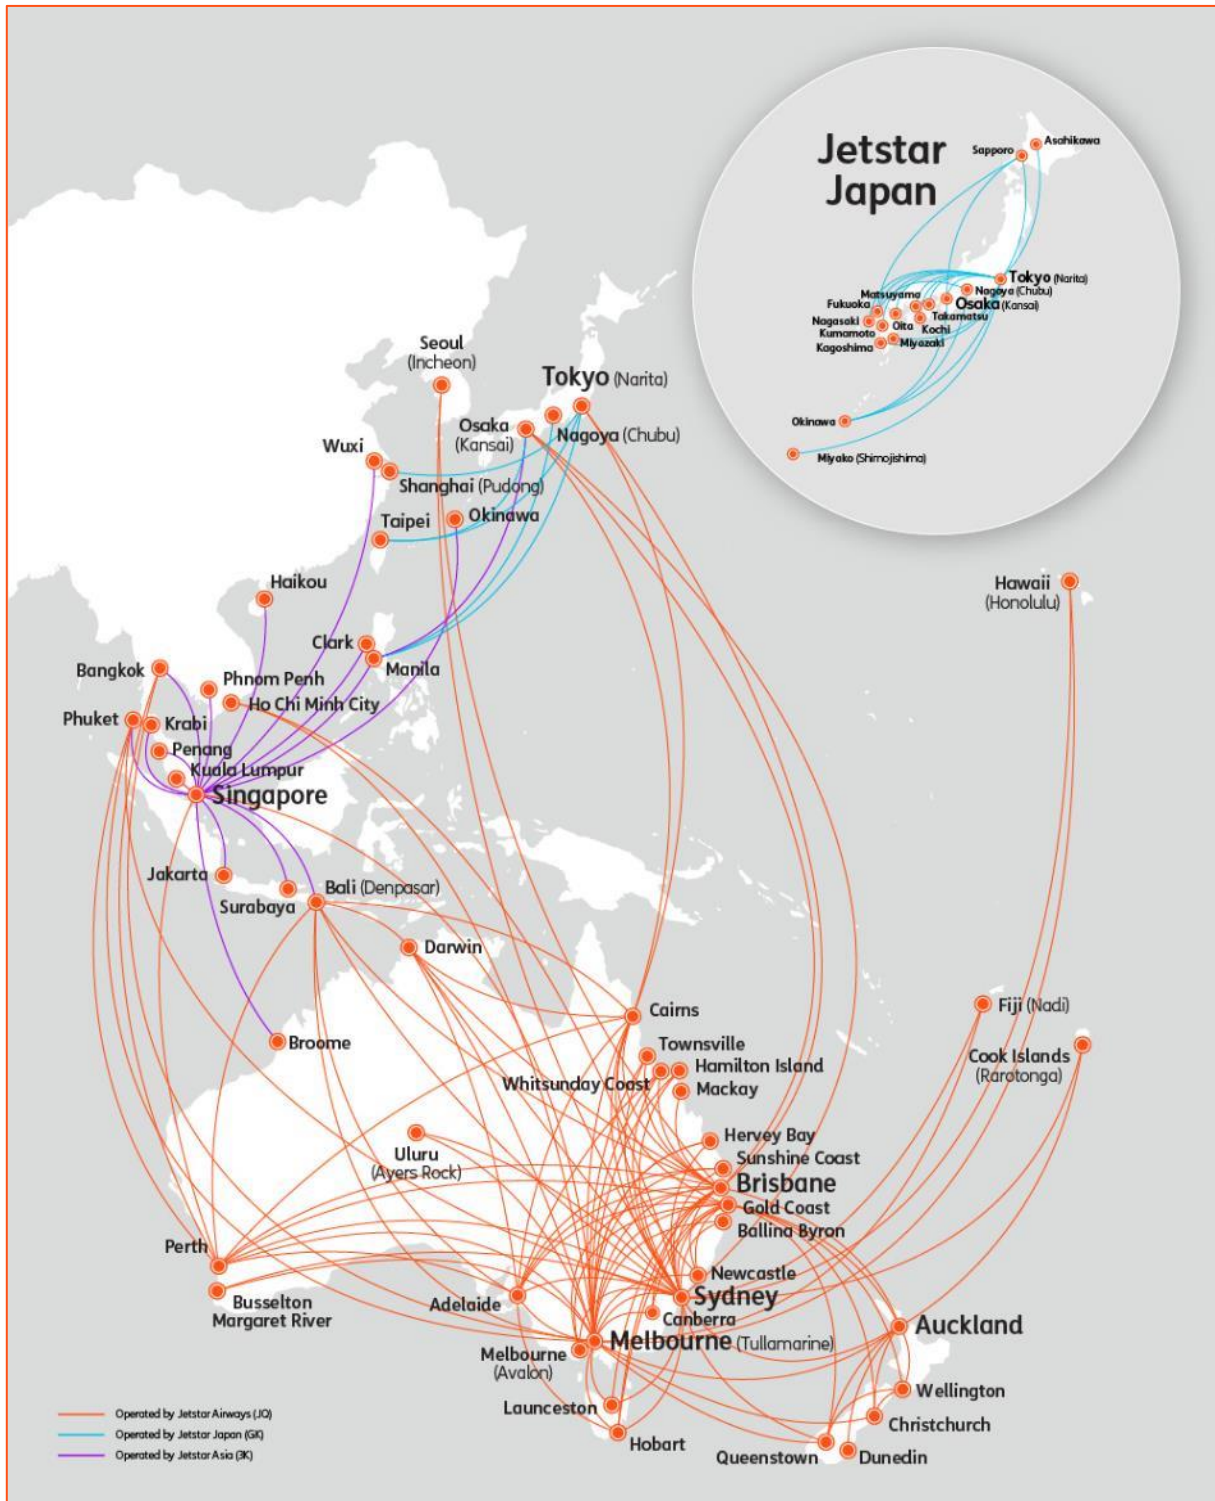 Jetstar
Japan
Sapporo
Asahikawa
Tokyo (Narita)
Nagoya (Chubu)
Matsuyama
Fukuoka
Osaka (Kansai)
Nagasaki
Oita
Takamatsu
Kumamoto
Kochi
Kagoshima
Miyazaki
Okinawa
Miyako (Shimojishima)
Seoul
(Incheon)
Tokyo (Narita)
Osaka
(Kansai)
Nagoya (Chubu)
Wuxi
Shanghai (Pudong)
Taipei
Okinawa
Haikou
Hawaii
(Honolulu)
Clark
Manila
Bangkok
Phnom Penh
Ho Chi Minh City
Phuket
Krabi
Penang
Kuala Lumpur
Singapore
Jakarta
Surabaya
Bali (Denpasar)
Darwin
Cairns
Fiji (Nadi)
Broome
Townsville
Cook Islands
(Rarotonga)
Hamilton Island
Whitsunday Coast
Mackay
Uluru
(Ayers Rock)
Hervey Bay
Sunshine Coast
Brisbane
Gold Coast
Ballina Byron
Perth
Newcastle
Busselton
Margaret River
Adelaide
Sydney
Canberra
Auckland
Melbourne (Tullamarine)
Melbourne
(Avalon)
Wellington
Launceston
Christchurch
Hobart
Queenstown
Dunedin
Operated by Jetstar Airways (JQ)
Operated by Jetstar Japan (GK)
Operated by Jetstar Asia (3K)